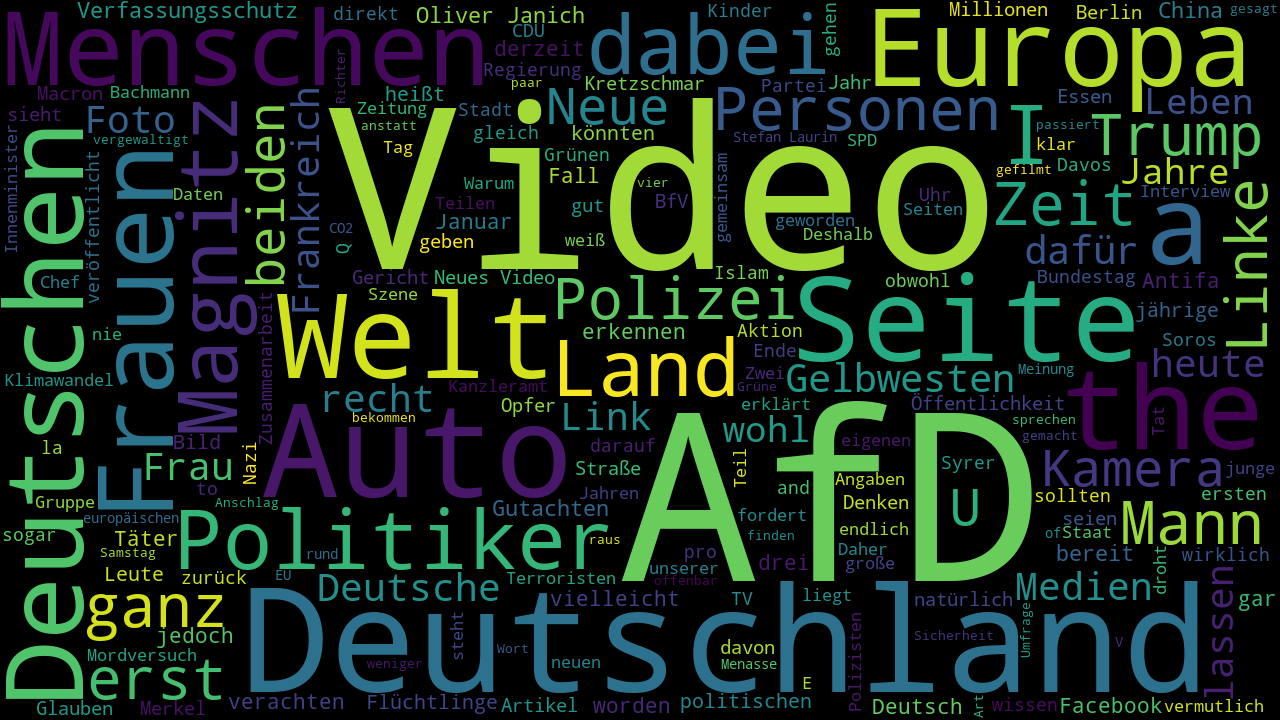 Verfassungsschutz
direkt
Oliver Janich
Kinder
Millionen
Berlin
China
gesagt
Menschen
CDU
derzeit
dabei
gehen
Europa
Regierung
Richter
paar
Kretzschmar
Partei
Jahr
Macron
Bachmann
heißt
Essen
Leben
sieht
Foto
Frankreich
Zeitung
Stadt
Neue
Personen
I
passiert
Trump
vergewaltigt
anstatt
gleich
könnten
Stefan Laurin
SPD
klar
Innenminister
Deutschen
Frauen
Magnitz
beiden
Video
Tag
Grünen
Fall
vier
gemeinsam
gefilmt
Davos
Jahre
veröffentlicht
Daten
Warum
Teilen
Januar
gut
BfV
Uhr
Seiten
Zeit
Interview
Linke
CO2
Q
geben
weiß
geworden
Deshalb
dafür
a
Chef
Gericht
Neues Video
Islam
obwohl
Bundestag
Antifa
Szene
Polizei
Seite
jährige
nie
Zusammenarbeit
Welt
erkennen
Aktion
Soros
Klimawandel
Land
Ende
Zwei
Gelbwesten
Meinung
heute
Kanzleramt
Grüne
recht
Opfer
erklärt
Öffentlichkeit
the
bekommen
Link
wohl
sprechen
Tat
la
Bild
Auto
darauf
AfD
eigenen
gemacht
Nazi
Frau
Straße
Teil
Syrer
Kamera
junge
to
Jahren
and
Angaben
U
sollten
ersten
Gruppe
Anschlag
Gutachten
Denken
europäischen
Politiker
fordert
endlich
seien
Mann
sogar
Täter
raus
finden
Daher
of
Staat
Samstag
rund
pro
drei
große
bereit
wirklich
Leute
zurück
EU
Terroristen
unserer
offenbar
droht
ganz
Deutsche
vielleicht
TV
liegt
natürlich
Medien
lassen
gar
jedoch
Deutschland
steht
Wort
davon
Sicherheit
Umfrage
V
Mordversuch
weniger
neuen
Menasse
erst
E
Polizisten
Glauben
Merkel
verachten
Flüchtlinge
Artikel
worden
politischen
Deutsch
Art
wissen
Facebook
vermutlich